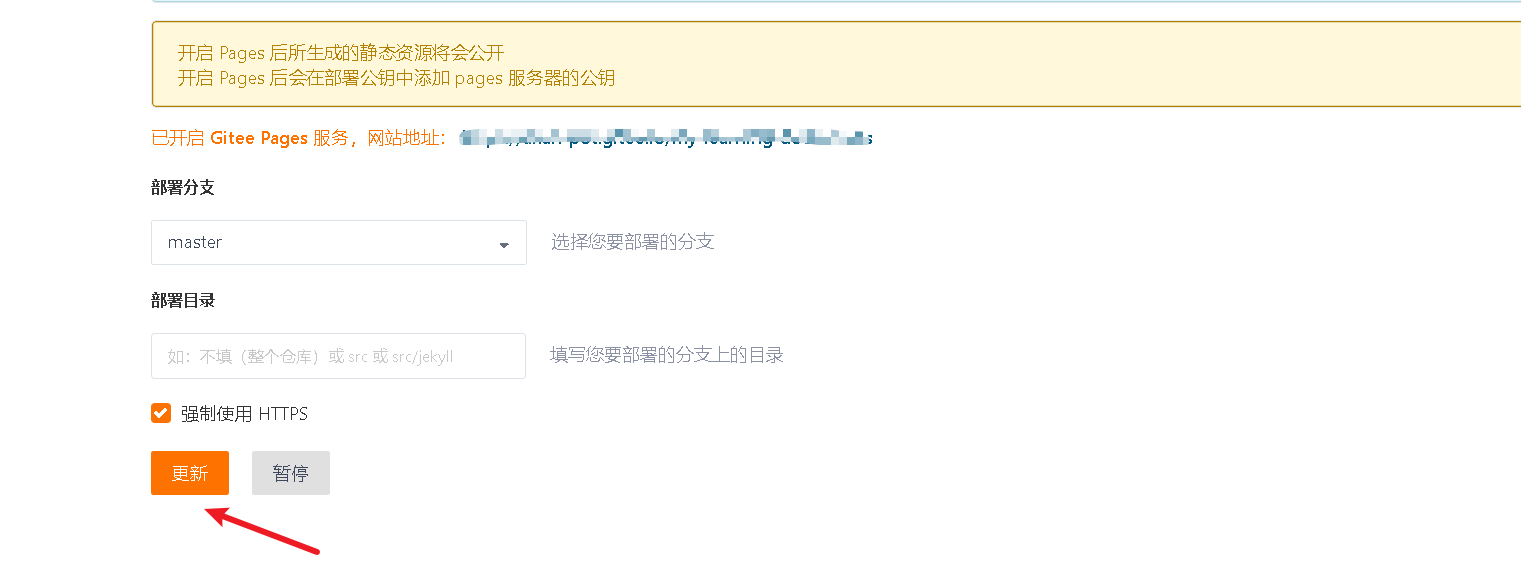 开启 Pages 后所生成的静态资源将会公开
开启 Pages 后会在部署公钥中添加 pages 服务器的公钥
已开启 Gitee Pages 服务，网站地址：
部署分支
master 选择您要部署的分支
部署目录
如：不填（整个仓库）或 src 或 src/jekyll 填写您要部署的分支上的目录
强制使用 HTTPS
更新 暂停